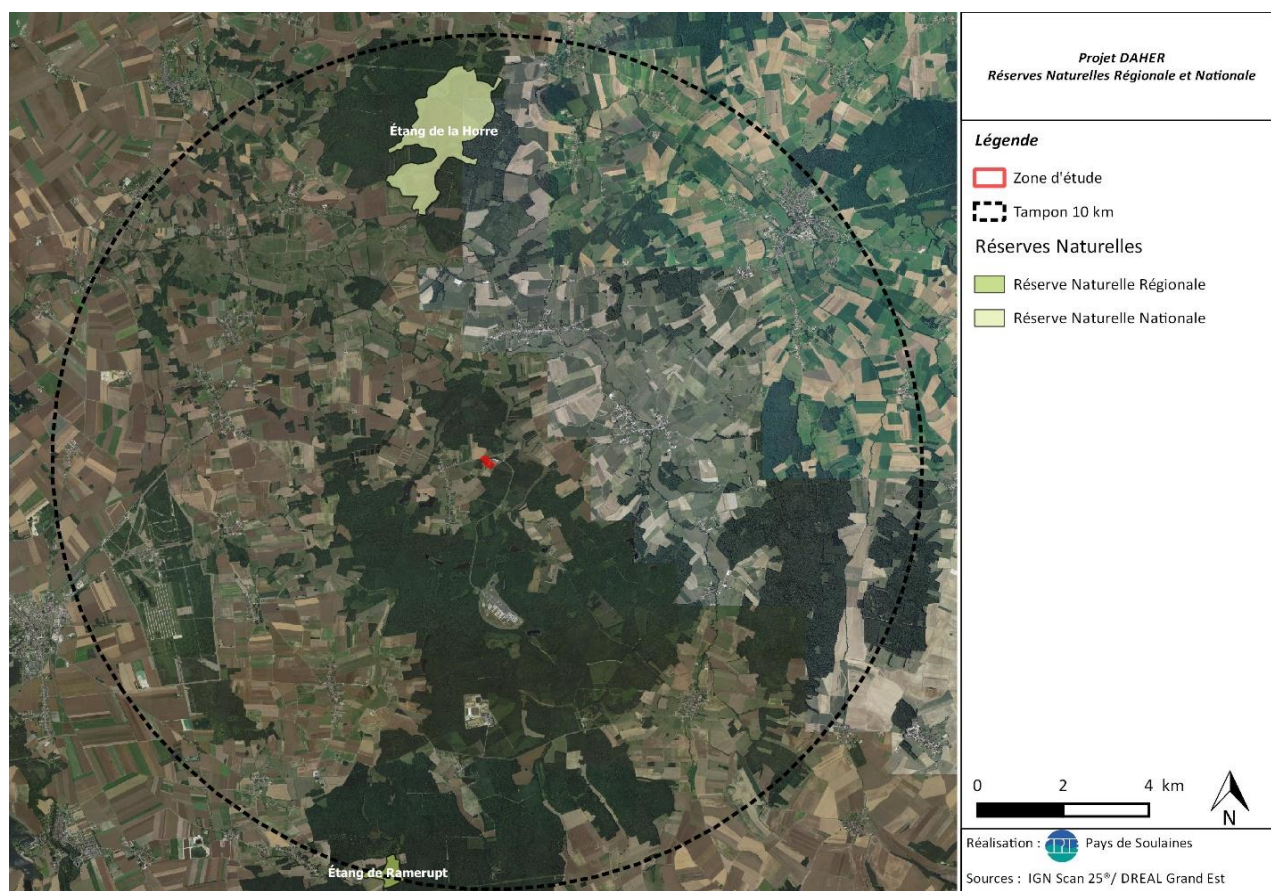 Étang de la Horre
Étang de Ramerupt
Projet DAHER
Réserves Naturelles Régionale et Nationale
Légende
Zone d'étude
Tampon 10 km
Réserves Naturelles
Réserve Naturelle Régionale
Réserve Naturelle Nationale
0 2 4 km
N
Réalisation : CPIE Pays de Soulaines
Sources : IGN Scan 25®/ DREAL Grand Est